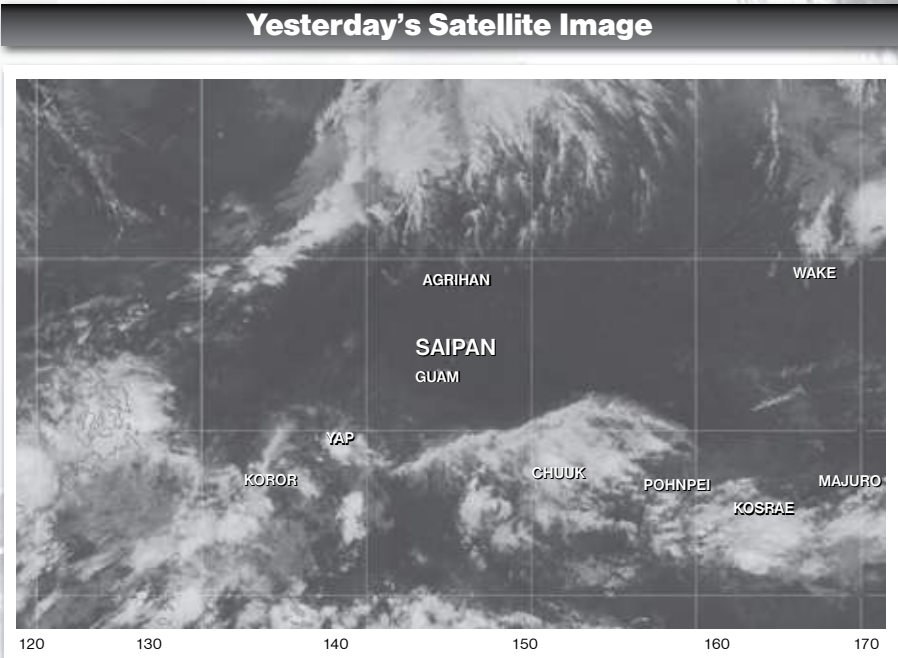 Yesterday's Satellite Image
AGRIHAN
WAKE
SAIPAN
GUAM
YAP
KOROR
CHUUK
POHNPEI
MAJURO
KOSRAE
120 130 140 150 160 170